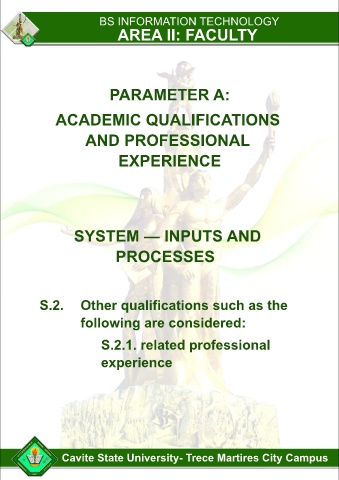 BS INFORMATION TECHNOLOGY
AREA II: FACULTY
PARAMETER A:
ACADEMIC QUALIFICATIONS
AND PROFESSIONAL
EXPERIENCE
SYSTEM — INPUTS AND
PROCESSES
S.2. Other qualifications such as the
following are considered:
S.2.1. related professional
experience
Cavite State University- Trece Martires City Campus